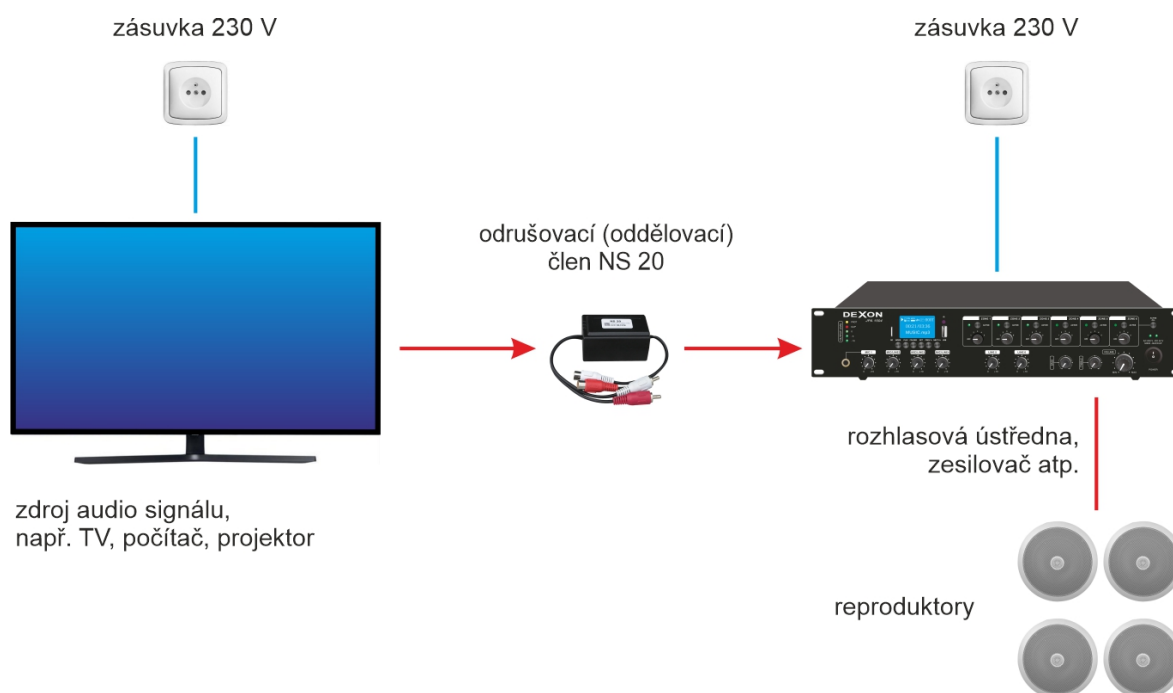 zásuvka 230 V
zásuvka 230 V
odrušovací (oddělovací)
člen NS 20
DEXON
rozhlasová ústředna,
zesilovač atp.
zdroj audio signálu,
např. TV, počítač, projektor
reproduktory